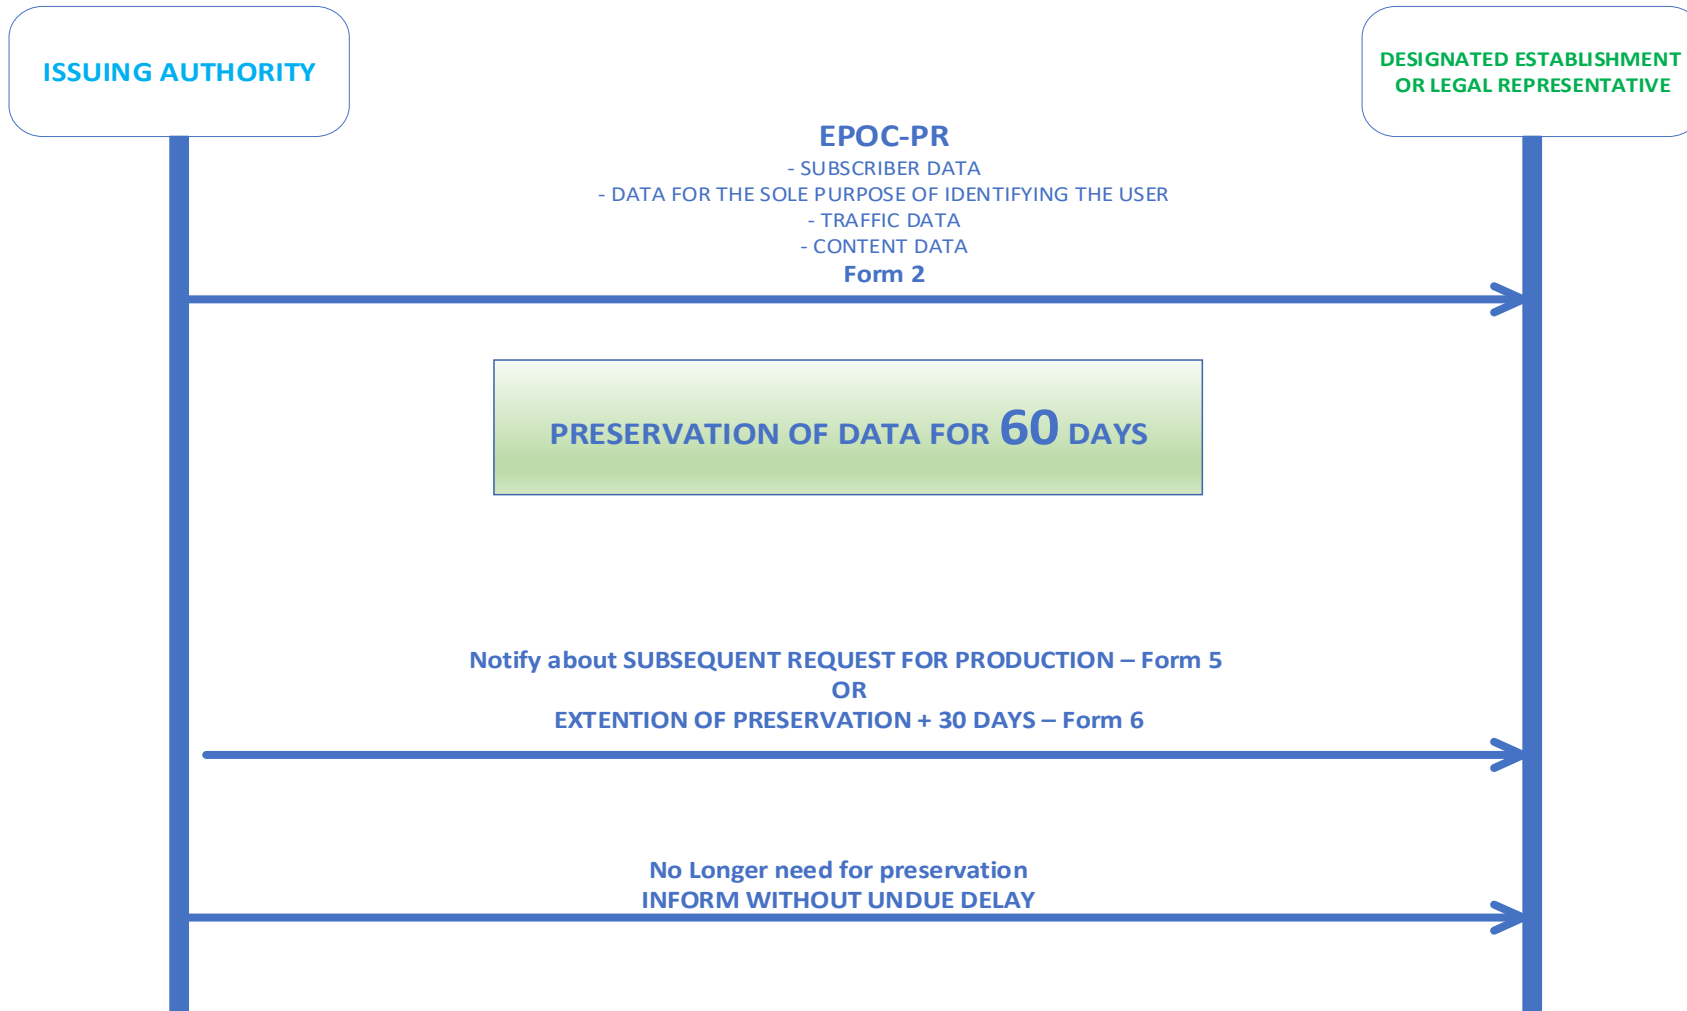 ISSUING AUTHORITY
DESIGNATED ESTABLISHMENT
OR LEGAL REPRESENTATIVE
EPOC-PR
- SUBSCRIBER DATA
- DATA FOR THE SOLE PURPOSE OF IDENTIFYING THE USER
- TRAFFIC DATA
- CONTENT DATA
Form 2
PRESERVATION OF DATA FOR 60 DAYS
Notify about SUBSEQUENT REQUEST FOR PRODUCTION – Form 5
OR
EXTENTION OF PRESERVATION + 30 DAYS – Form 6
No Longer need for preservation
INFORM WITHOUT UNDUE DELAY